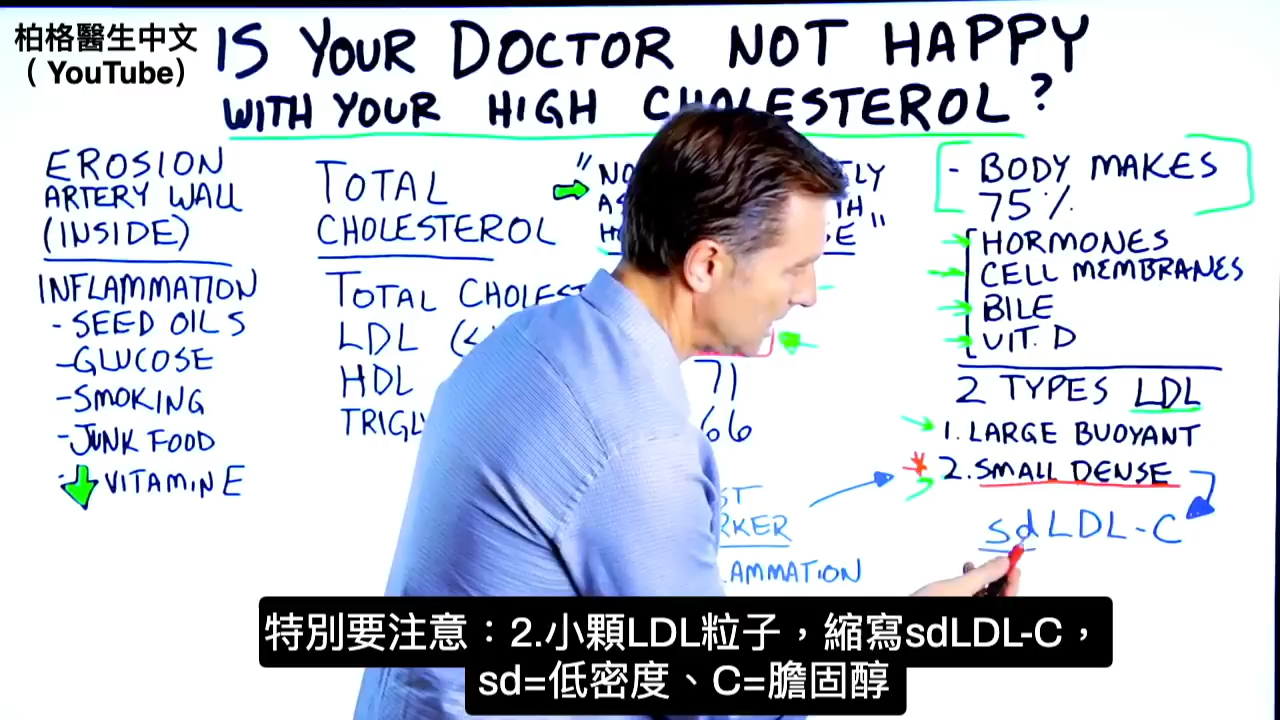 柏格醫生中文
（ YouTube）
IS YOUR DOCTOR NOT HAPPY
WITH YOUR HIGH CHOLESTEROL?
EROSION
ARTERY WALL
(INSIDE)
INFLAMMATION
- SEED OILS
- GLUCOSE
- SMOKING
- JUNK FOOD
VITAMIN E
TOTAL
CHOLESTEROL
LDL
HDL 71
66
- BODY MAKES
75%
HORMONES
CELL MEMBRANES
BILE
VIT. D
2 TYPES LDL
1. LARGE BUOYANT
* 2. SMALL DENSE
sdLDL-C
特別要注意：2.小顆LDL粒子，縮寫sdLDL-C，
sd=低密度、C=膽固醇